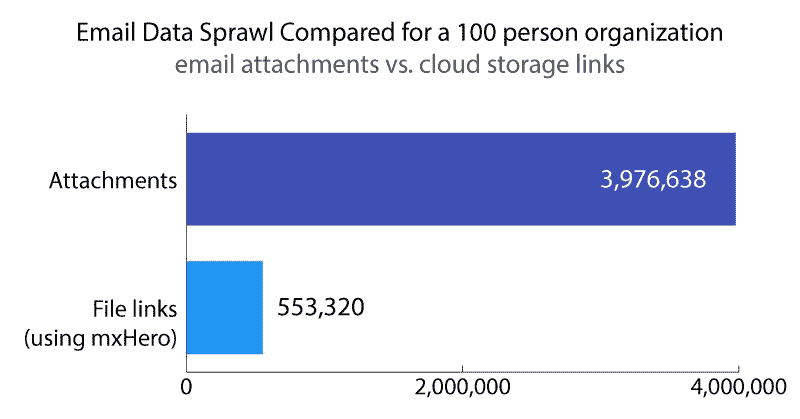 Email Data Sprawl Compared for a 100 person organization
email attachments vs. cloud storage links
Attachments
3,976,638
File links
(using mxHero)
553,320
0
2,000,000
4,000,000